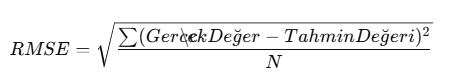 RMSE = √(∑(GerçekDeğer − TahminDeğeri)² / N)